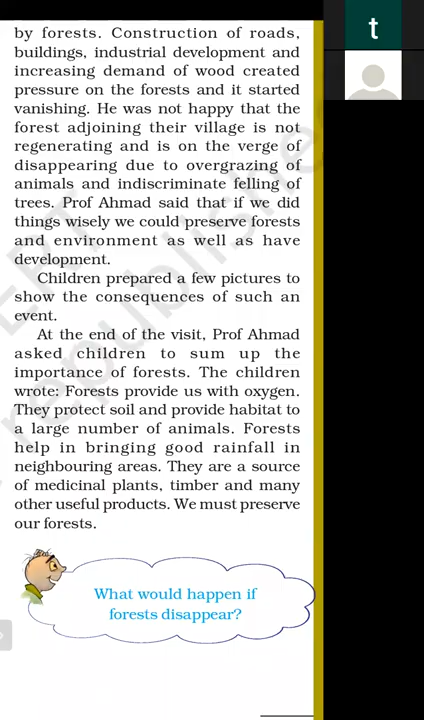 by forests. Construction of roads,
buildings, industrial development and
increasing demand of wood created
pressure on the forests and it started
vanishing. He was not happy that the
forest adjoining their village is not
regenerating and is on the verge of
disappearing due to overgrazing of
animals and indiscriminate felling of
trees. Prof Ahmad said that if we did
things wisely we could preserve forests
and environment as well as have
development.
Children prepared a few pictures to
show the consequences of such an
event.
At the end of the visit, Prof Ahmad
asked children to sum up the
importance of forests. The children
wrote: Forests provide us with oxygen.
They protect soil and provide habitat to
a large number of animals. Forests
help in bringing good rainfall in
neighbouring areas. They are a source
of medicinal plants, timber and many
other useful products. We must preserve
our forests.
What would happen if
forests disappear?
t